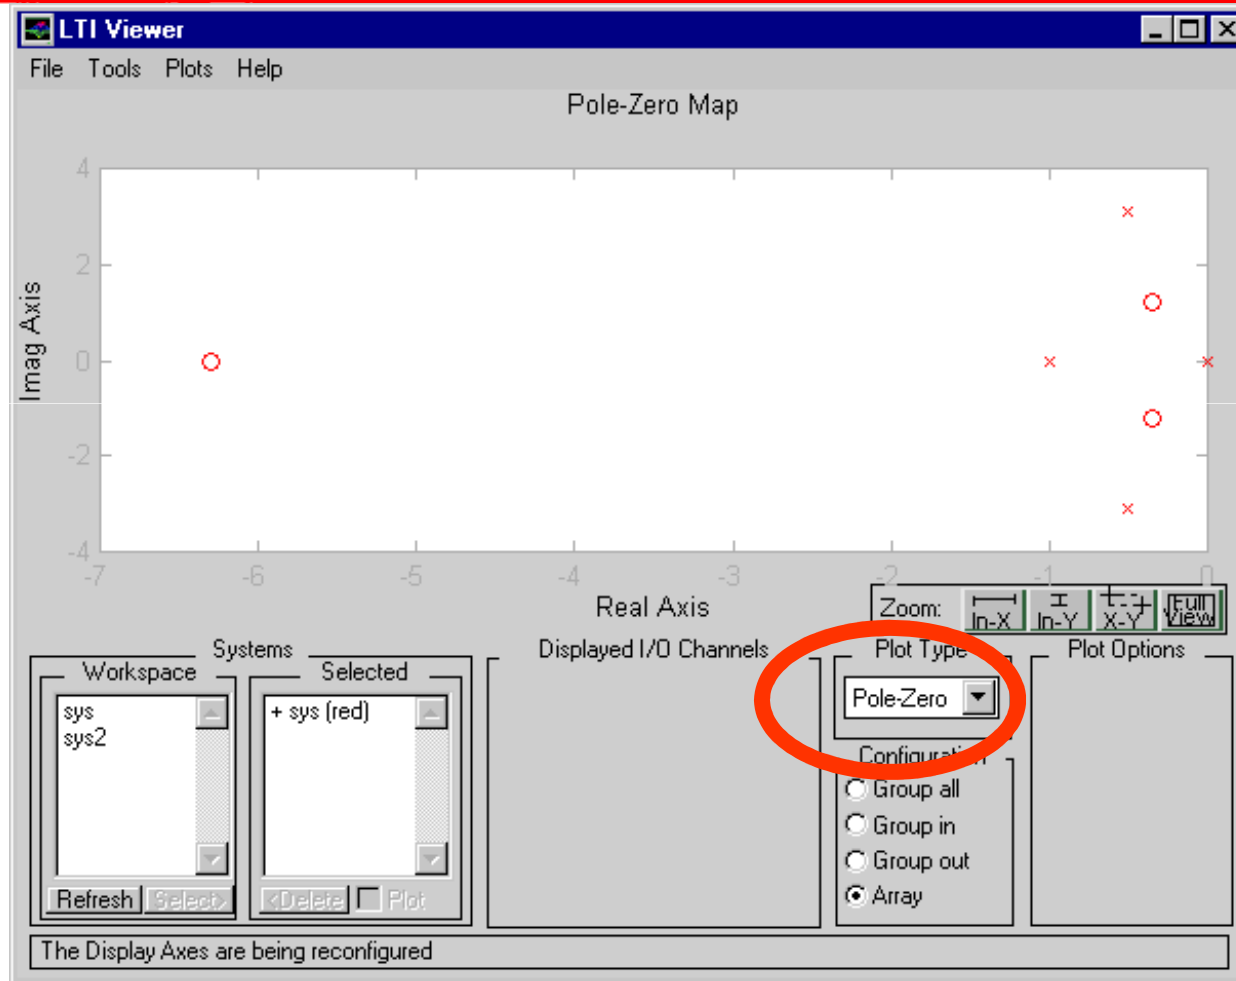 LTI Viewer
File Tools Plots Help
Pole-Zero Map
4
2
0
-2
-4
Imag Axis
-7 -6 -5 -4 -3 -2 -1 0
Real Axis
Zoom: In-X In-Y X-Y Full View
Systems
Workspace
sys
sys2
Refresh Select>
Selected
+ sys (red)
<Delete Plot
Displayed I/O Channels
Plot Type
Pole-Zero
Configuration
Group all
Group in
Group out
Array
Plot Options
The Display Axes are being reconfigured